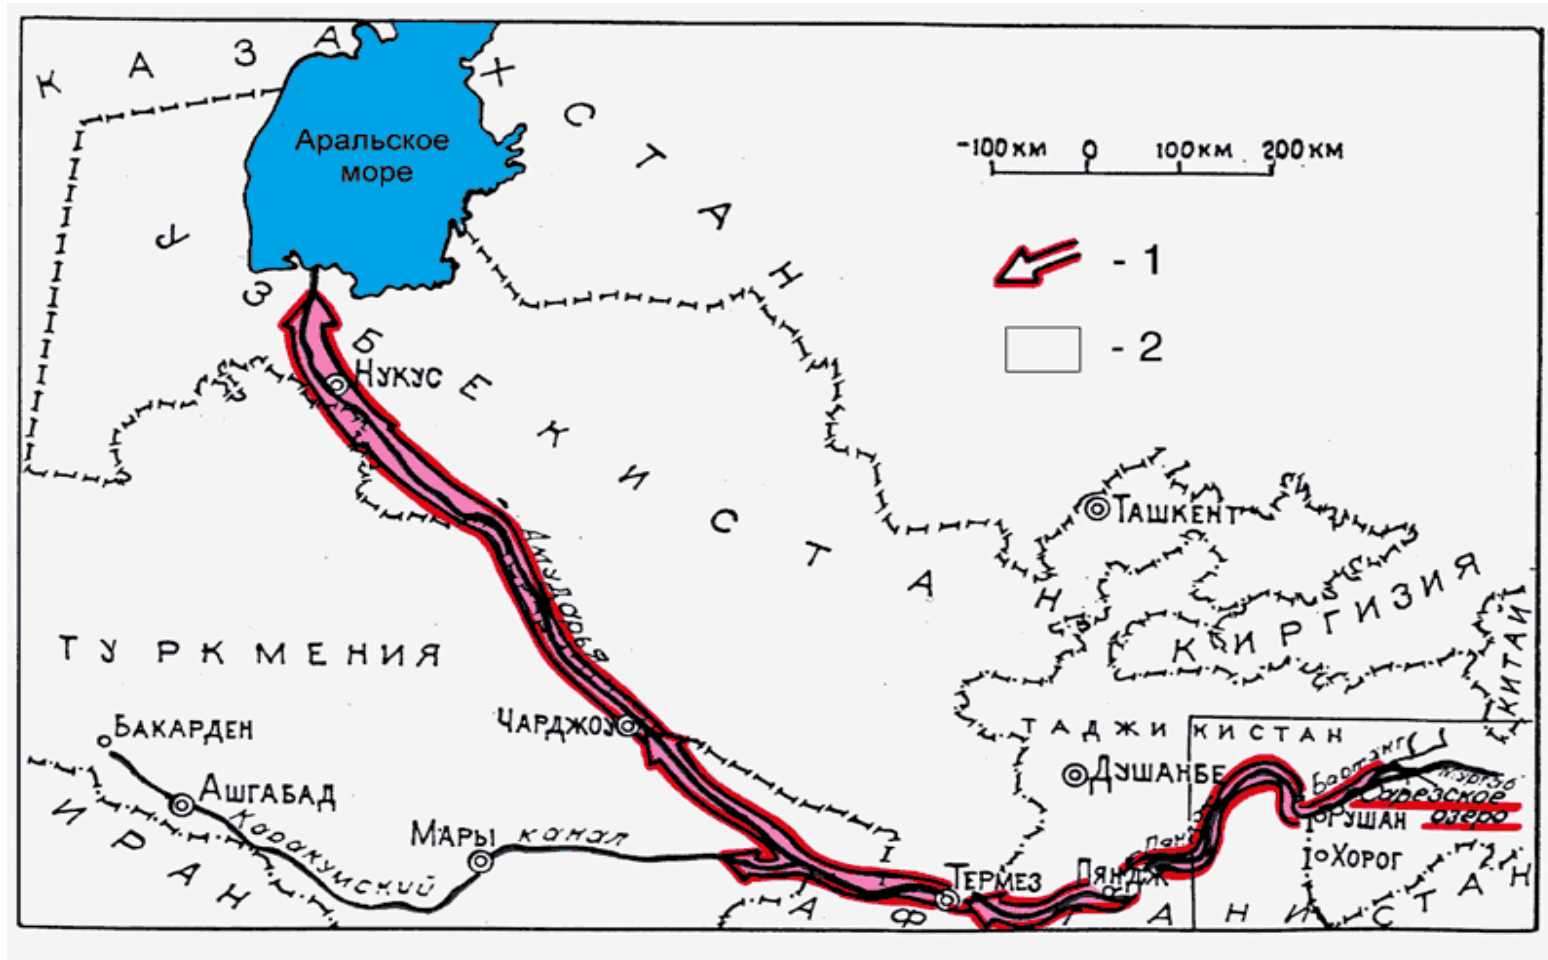 КАЗАХСТАН
Аральское
море
-100 км 0 100 км 200 км
- 1
- 2
УЗБЕКИСТАН
Нукус
Ташкент
Амударья
КИРГИЗИЯ
КИТАЙ
ТУРКМЕНИЯ
Чарджоу
ТАДЖИКИСТАН
Бакарден
Душанбе
Бартанг
Мургаб
Сарезское
озеро
Ашгабад
Рушан
ИРАН
Каракумский
Мары
канал
Хорог
Термез
Пяндж
АФГАНИСТАН